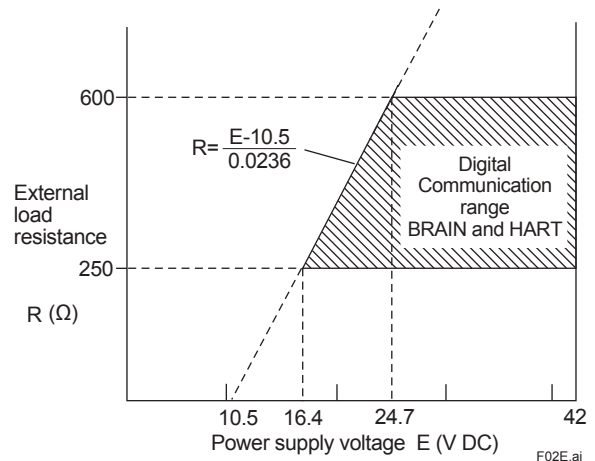 600
R= E-10.5
0.0236
Digital
Communication
range
BRAIN and HART
External
load
resistance
250
R (Ω)
10.5 16.4 24.7 42
Power supply voltage E (V DC)
F02E.ai